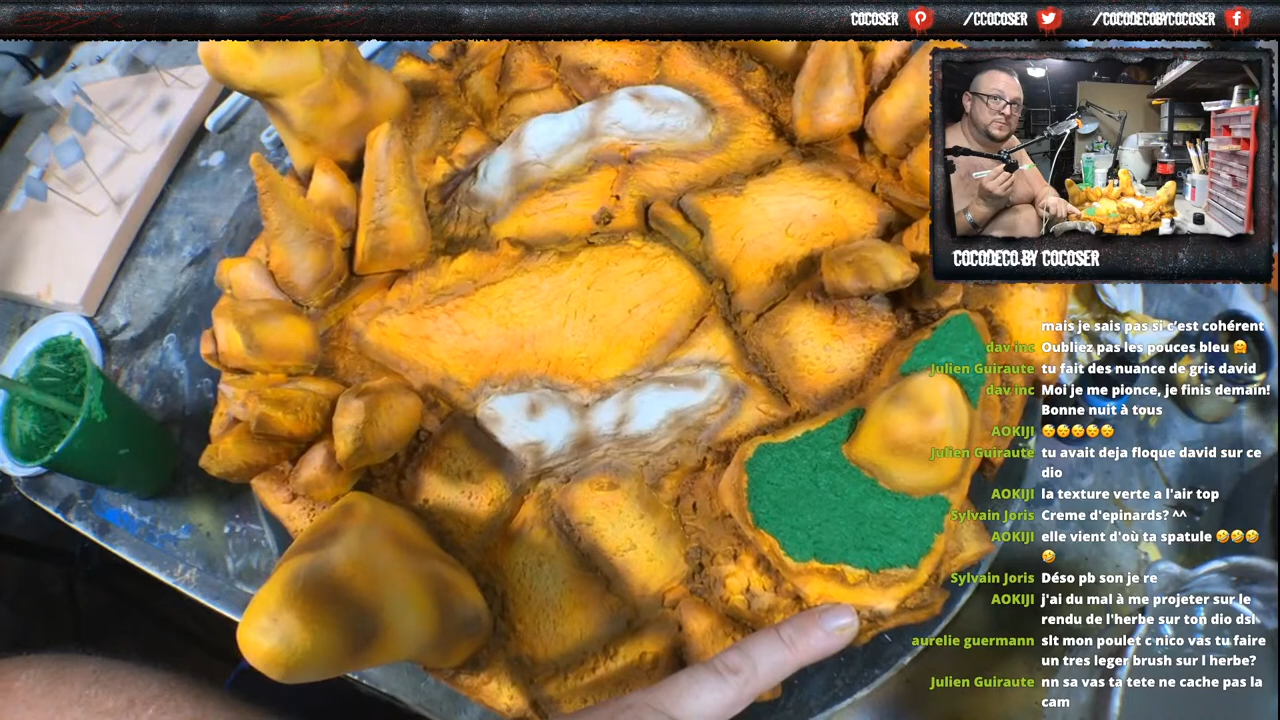 COCOSER /CCOCOSER /COCODECOBYCOCOSER
COCODECO BY COCOSER
mais je sais pas si c'est cohérent
dav inc Oubliez pas les pouces bleu 🤗
Julien Guiraute tu fait des nuance de gris david
dav inc Moi je me pionce, je finis demain!
Bonne nuit à tous
AOKIJI 😴😴😴😴😴
Julien Guiraute tu avait deja floque david sur ce
dio
AOKIJI la texture verte a l'air top
Sylvain Joris Creme d'epinards? ^^
AOKIJI elle vient d'où ta spatule 🤣🤣🤣
🤣
Sylvain Joris Déso pb son je re
AOKIJI j'ai du mal à me projeter sur le
rendu de l'herbe sur ton dio dsl
aurelie guermann slt mon poulet c nico vas tu faire
un tres leger brush sur l herbe?
Julien Guiraute nn sa vas ta tete ne cache pas la
cam